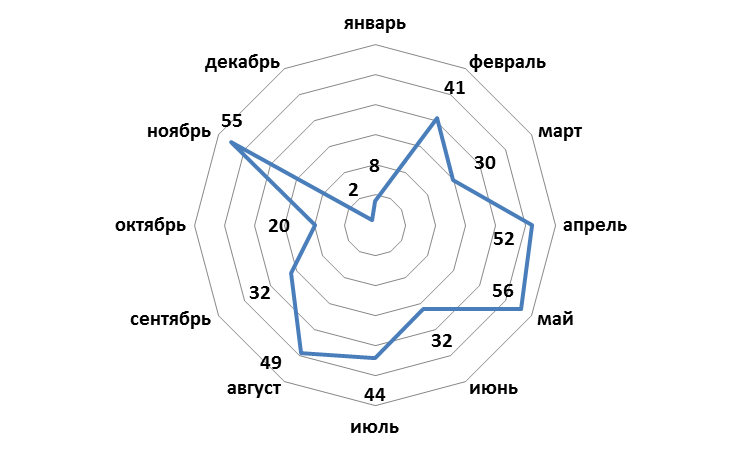 январь
декабрь
февраль
41
55
ноябрь
март
8
30
2
октябрь
20
52
апрель
32
56
сентябрь
май
32
49
август
44
июнь
июль